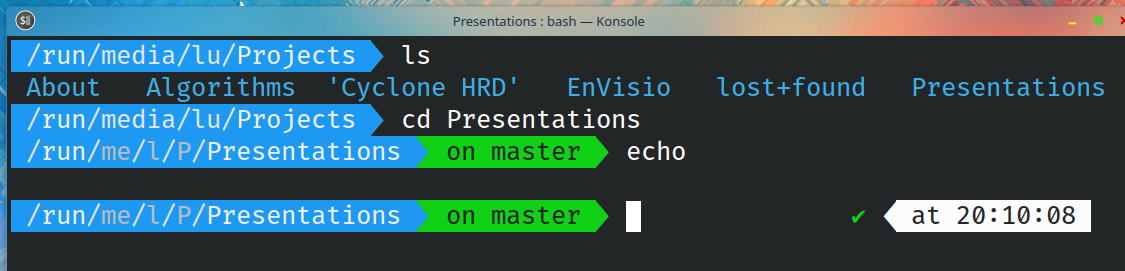 Presentations : bash — Konsole
/run/media/lu/Projects ls
About Algorithms 'Cyclone HRD' EnVisio lost+found Presentations
/run/media/lu/Projects cd Presentations
/run/me/l/P/Presentations on master echo
/run/me/l/P/Presentations on master ✔ at 20:10:08